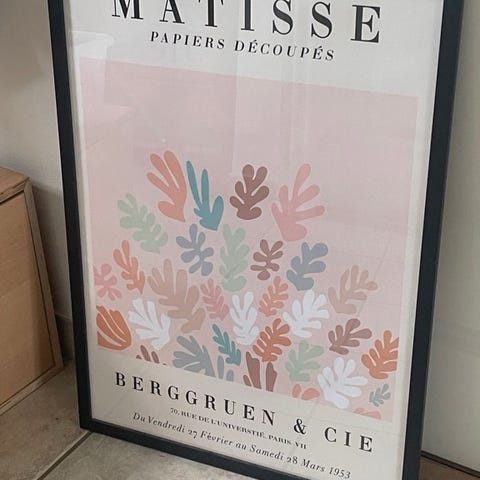 MATISSE
PAPIERS DÉCOUPÉS
BERGGRUEN & CIE
70, RUE DE L'UNIVERSTIÉ, PARIS VII
Du Vendredi 27 Février au Samedi 28 Mars 1953